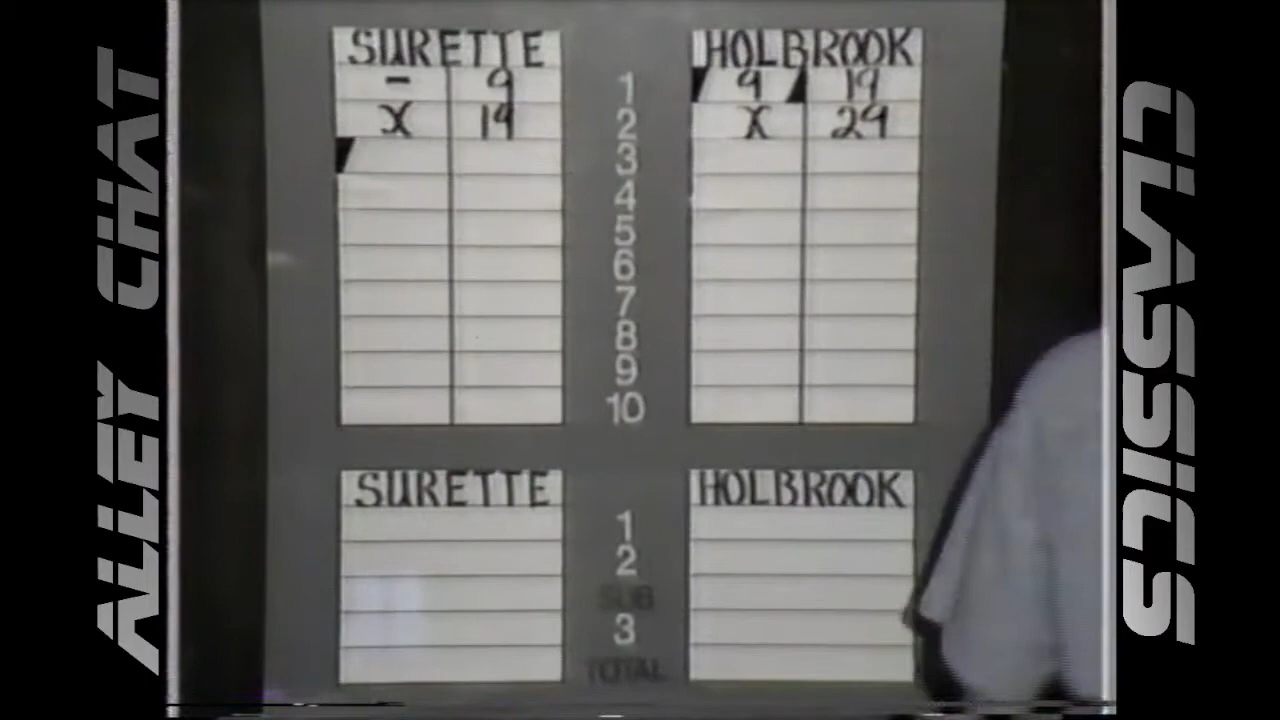 ALLEY CHAT
SURETTE HOLBROOK
- 9 1 9 19
X 19 2 X 29
3
4
5
6
7
8
9
10
SURETTE HOLBROOK
1
2
SUB
3
TOTAL
CLASSICS